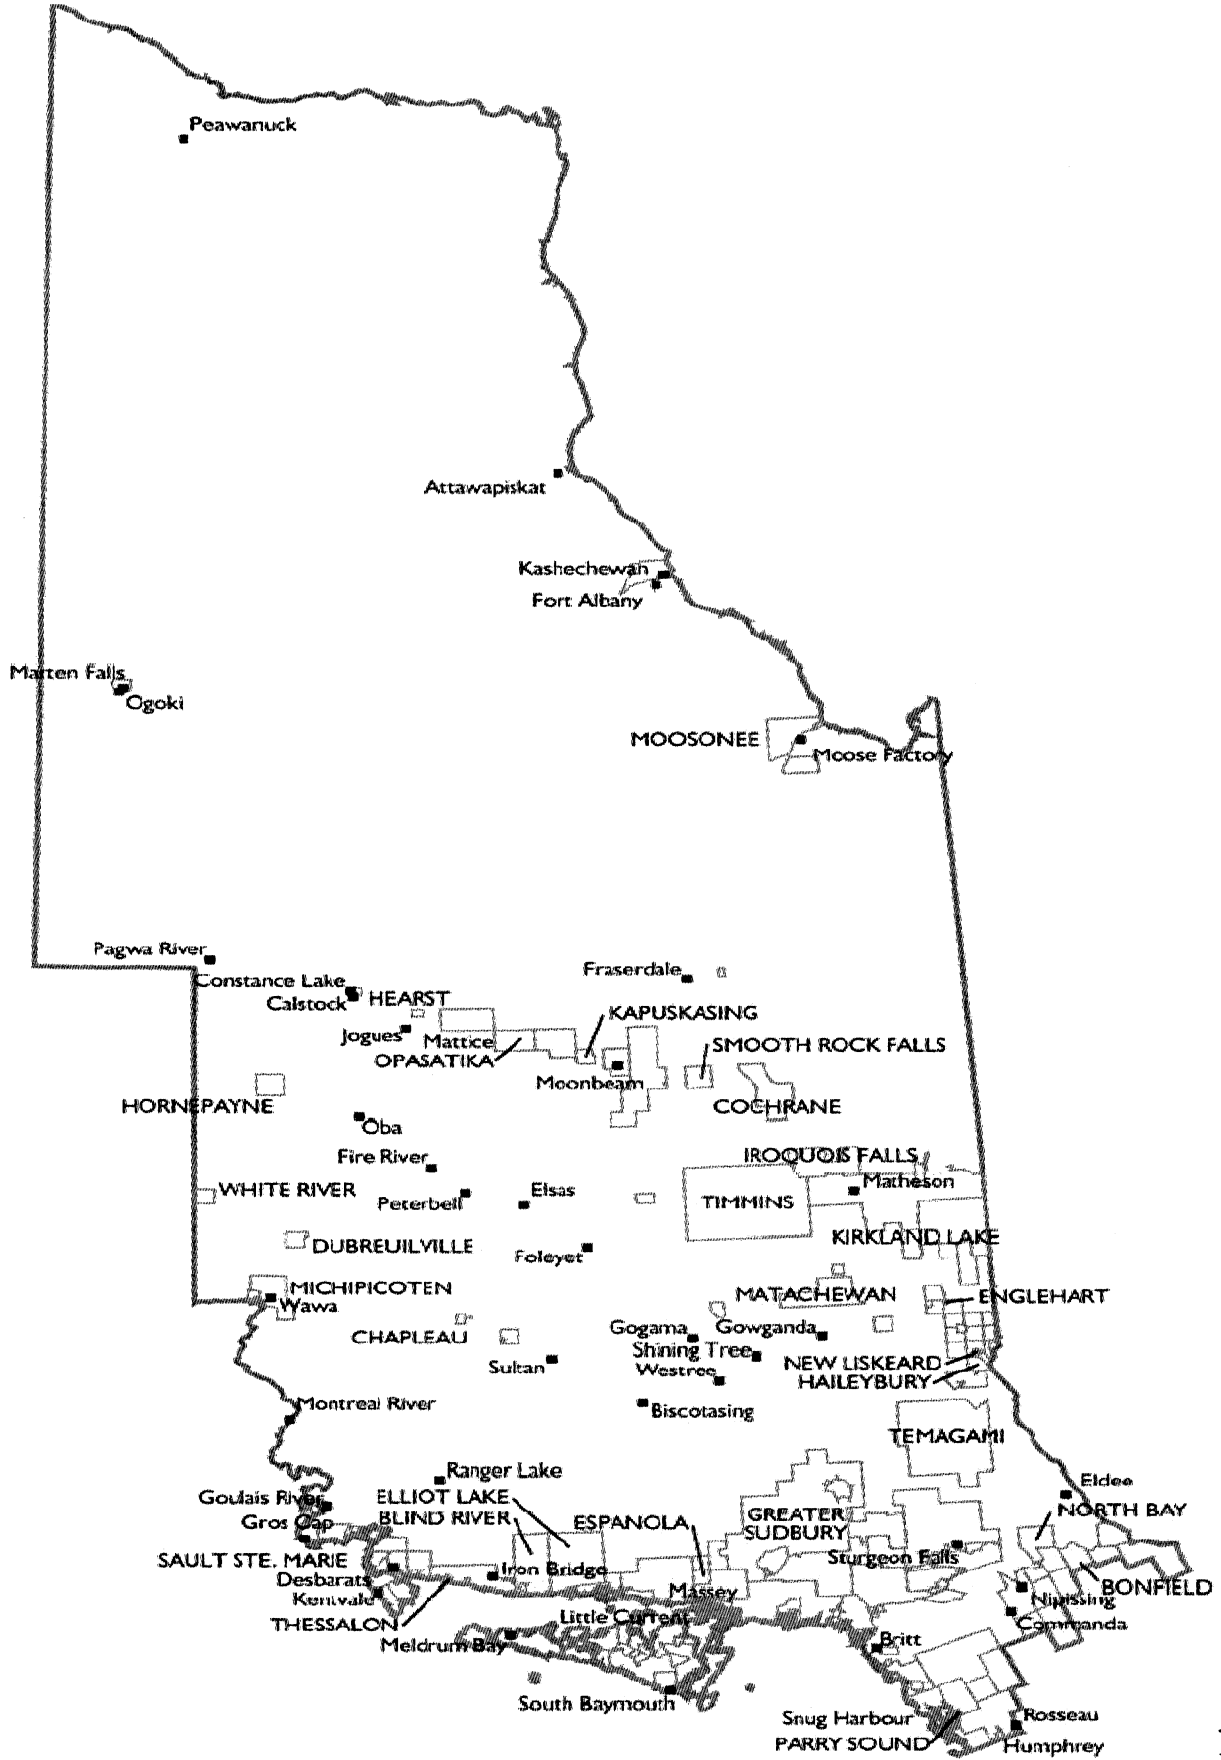 Peawanuck
Attawapiskat
Kashechewan
Fort Albany
Marten Falls
Ogoki
MOOSONEE
Moose Factory
Pagwa River
Constance Lake
Calstock
HEARST
Fraserdale
Jogues
Mattice
OPASATIKA
KAPUSKASING
SMOOTH ROCK FALLS
Moonbeam
HORNEPAYNE
COCHRANE
Oba
Fire River
IROQUOIS FALLS
Matheson
WHITE RIVER
Peterbell
Elsas
TIMMINS
KIRKLAND LAKE
DUBREUILVILLE
Foleyet
MICHIPICOTEN
Wawa
MATACHEWAN
ENGLEHART
CHAPLEAU
Gogama
Gowganda
Shining Tree
Sultan
Westree
NEW LISKEARD
HAILEYBURY
Montreal River
Biscotasing
TEMAGAMI
Ranger Lake
Eldee
Goulais River
ELLIOT LAKE
NORTH BAY
Gros Cap
BLIND RIVER
ESPANOLA
GREATER
SUDBURY
SAULT STE. MARIE
Iron Bridge
Sturgeon Falls
Desbarats
Kentvale
Massey
BONFIELD
Nipissing
THESSALON
Little Current
Commanda
Meldrum Bay
Britt
South Baymouth
Snug Harbour
Rosseau
PARRY SOUND
Humphrey